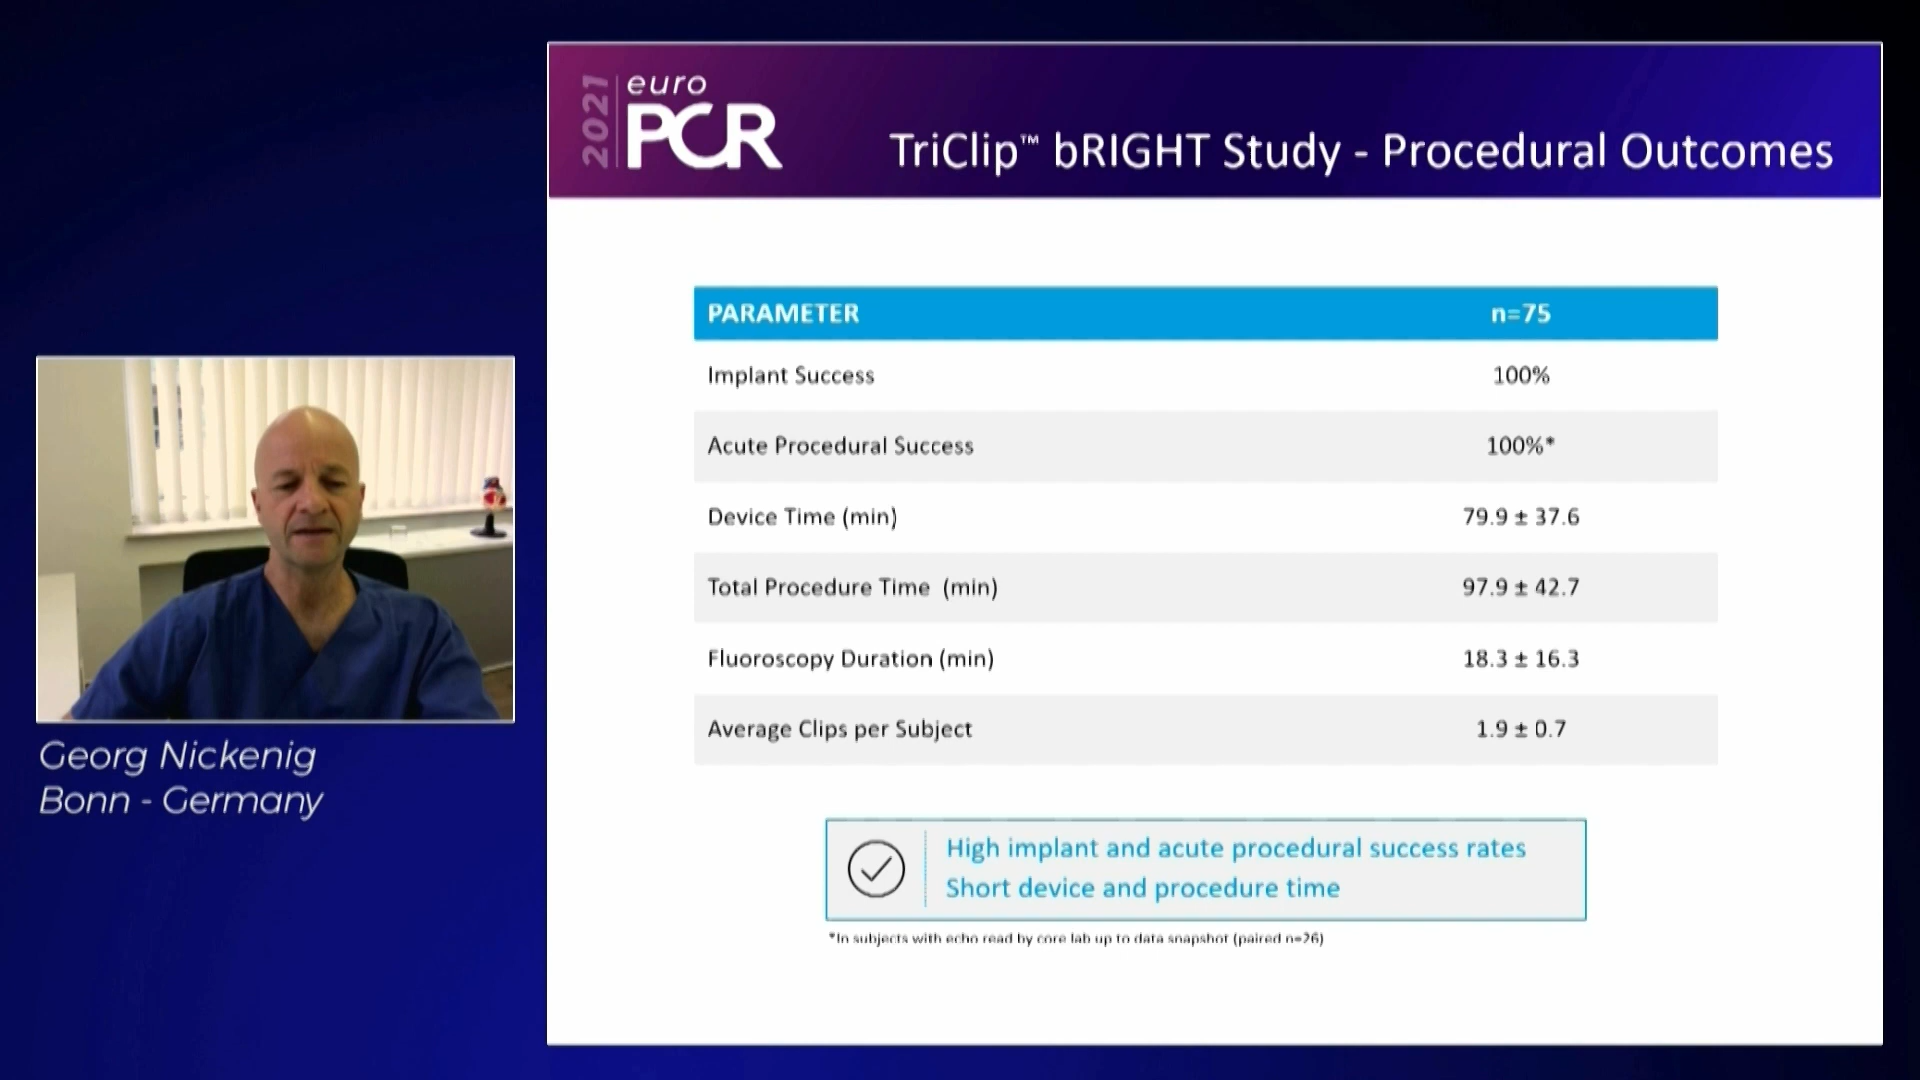 2021
euro
PCR
TriClip™ bRIGHT Study - Procedural Outcomes
PARAMETER n=75
Implant Success 100%
Acute Procedural Success 100%*
Device Time (min) 79.9 ± 37.6
Total Procedure Time (min) 97.9 ± 42.7
Fluoroscopy Duration (min) 18.3 ± 16.3
Average Clips per Subject 1.9 ± 0.7
High implant and acute procedural success rates
Short device and procedure time
*In subjects with echo read by core lab up to data snapshot (paired n=26)
Georg Nickenig
Bonn - Germany